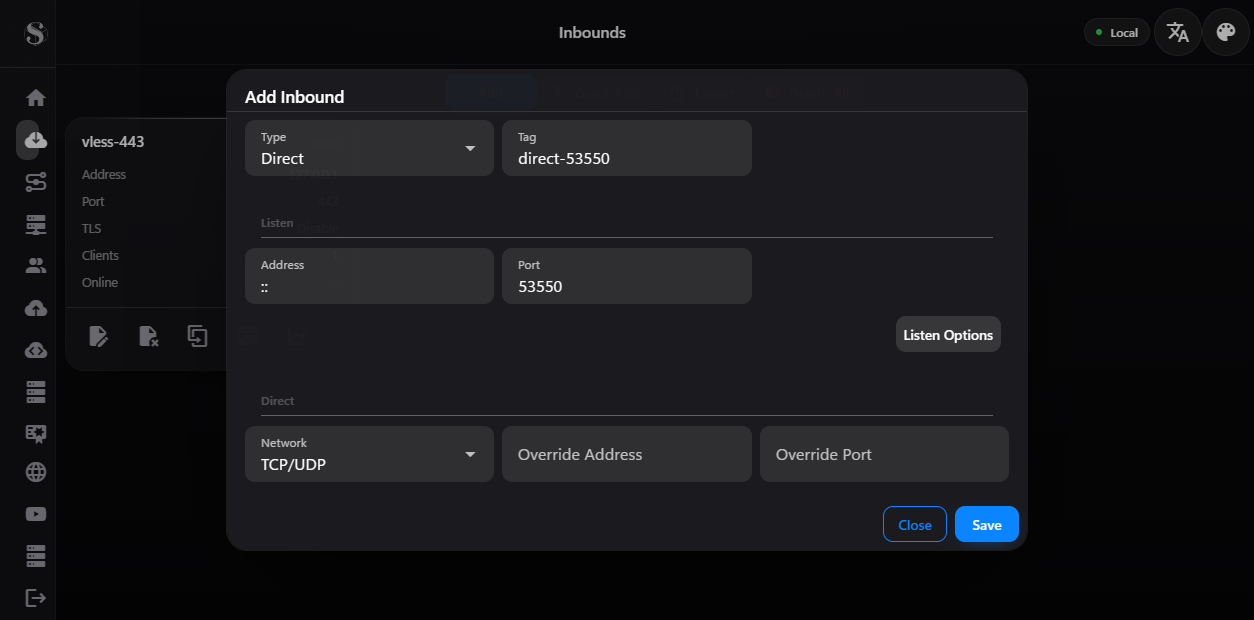 S
Inbounds
Local
Add Inbound
vless-443
Type
Direct
Tag
direct-53550
Address
Port
Listen
TLS
Clients
Address
::
Port
53550
Online
Listen Options
Direct
Network
TCP/UDP
Override Address
Override Port
Close
Save